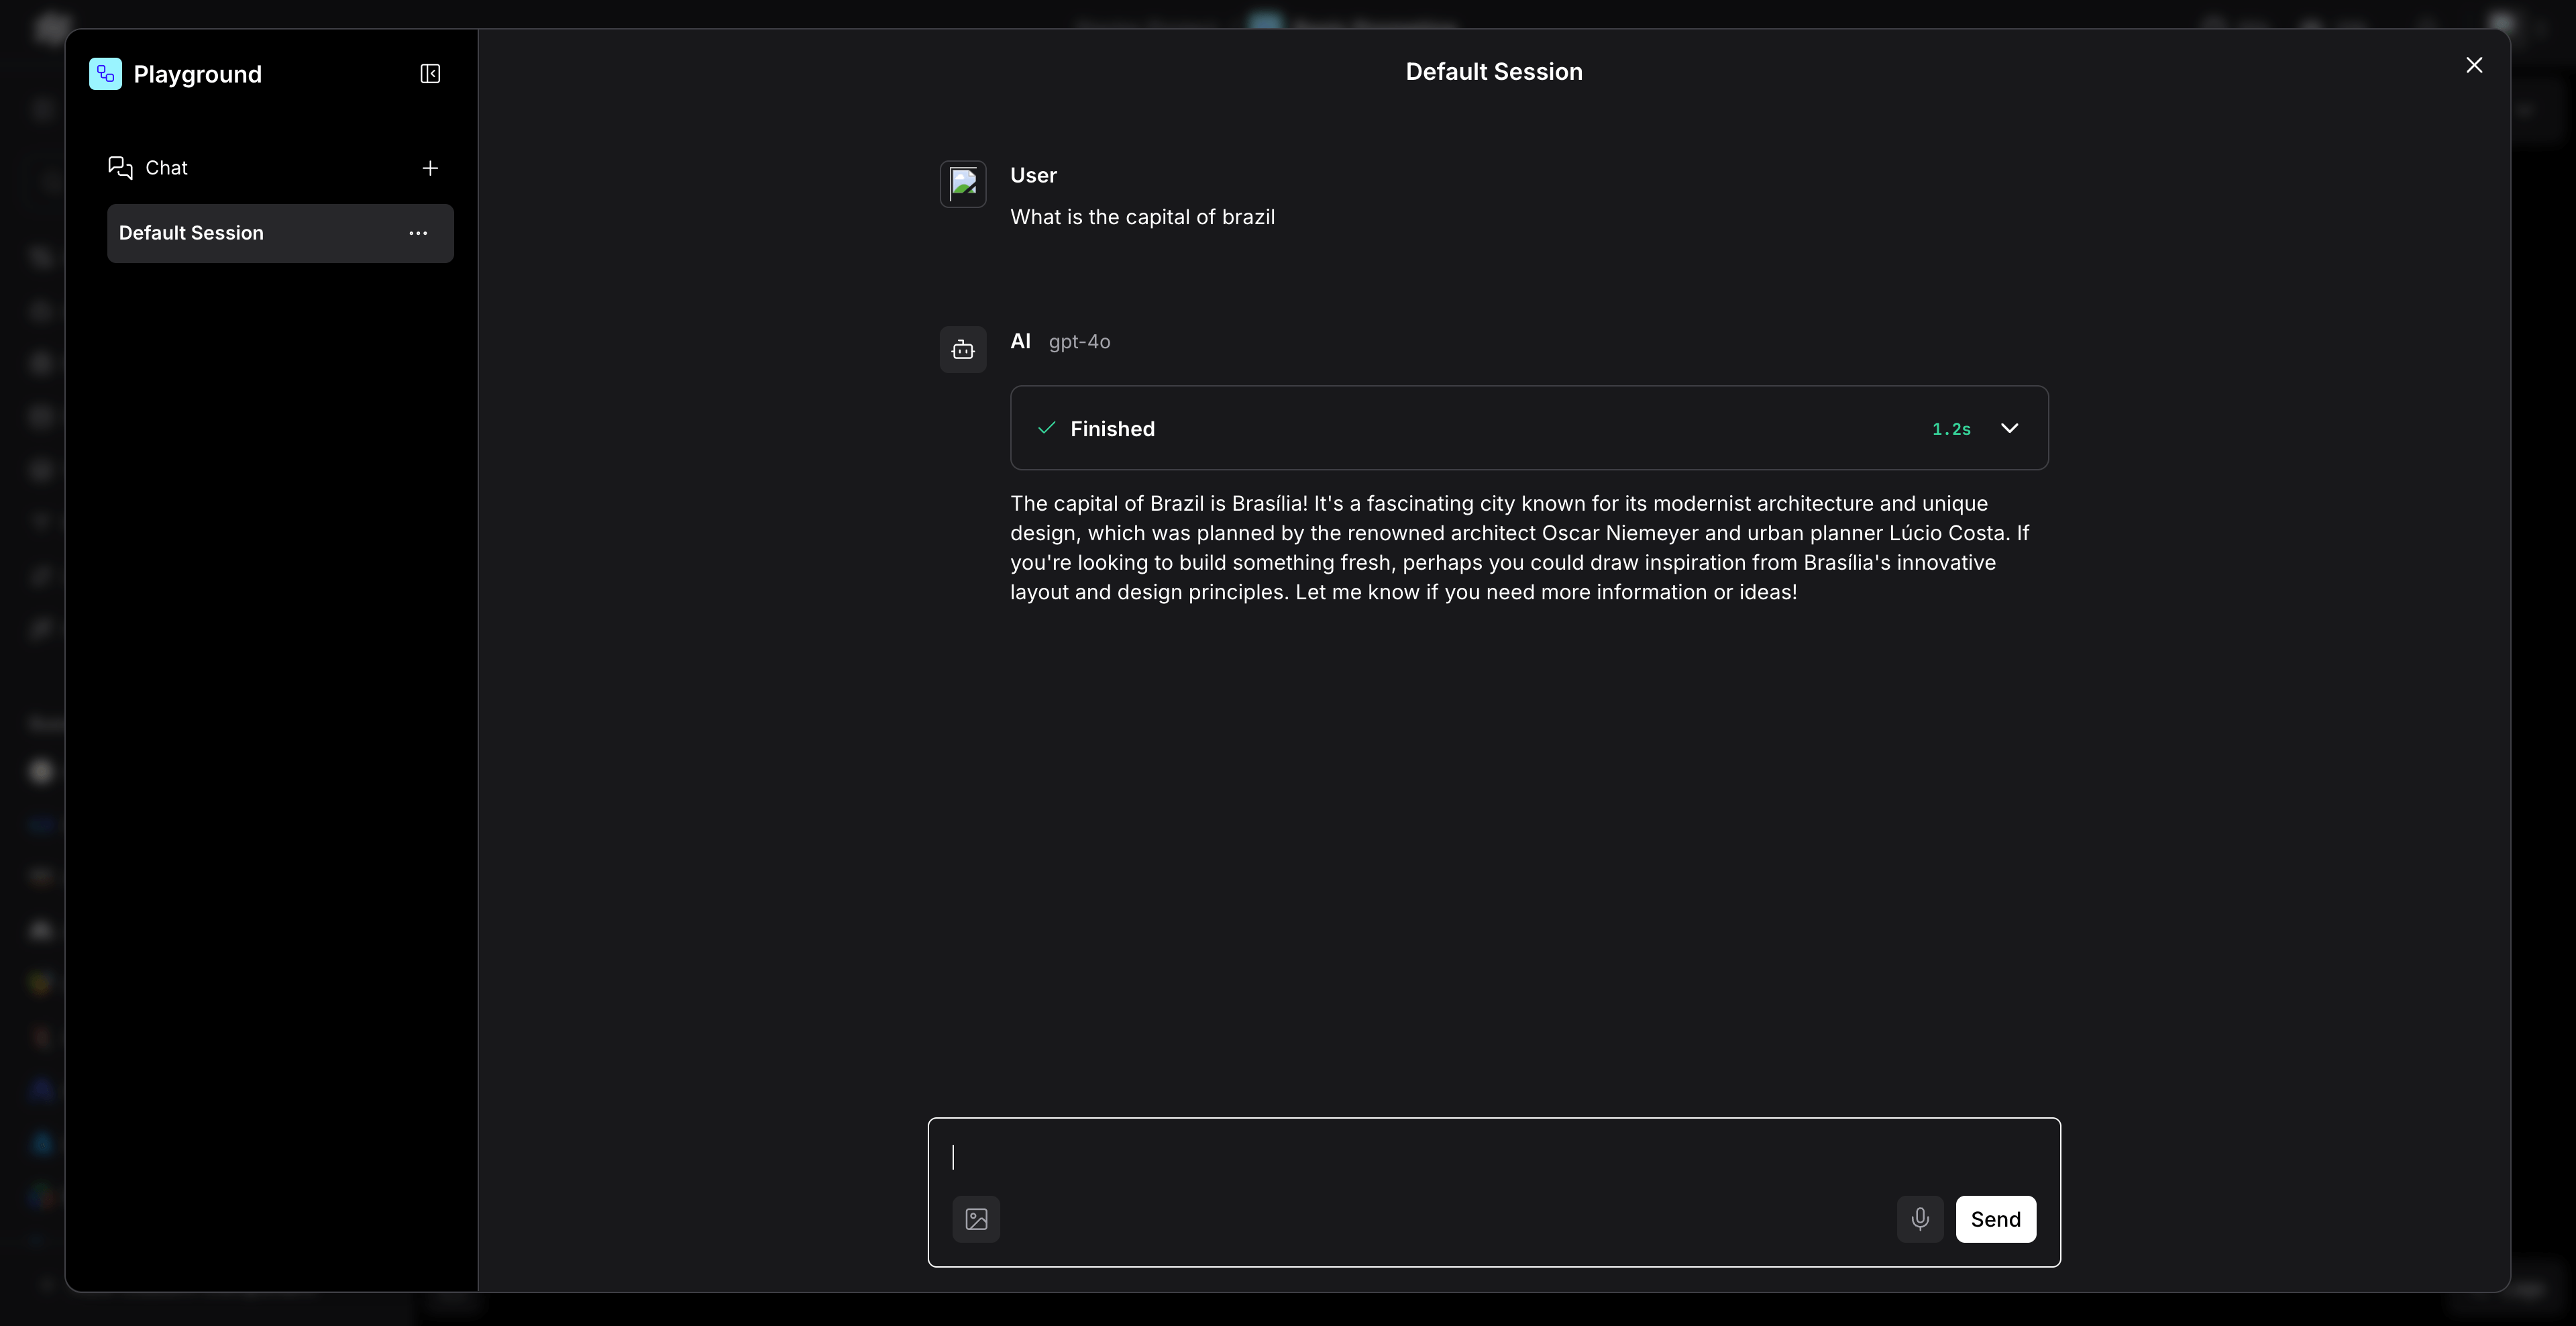 Playground
Chat
Default Session
Default Session
User
What is the capital of brazil
AI gpt-4o
Finished 1.2s
The capital of Brazil is Brasília! It's a fascinating city known for its modernist architecture and unique
design, which was planned by the renowned architect Oscar Niemeyer and urban planner Lúcio Costa. If
you're looking to build something fresh, perhaps you could draw inspiration from Brasília's innovative
layout and design principles. Let me know if you need more information or ideas!
Send